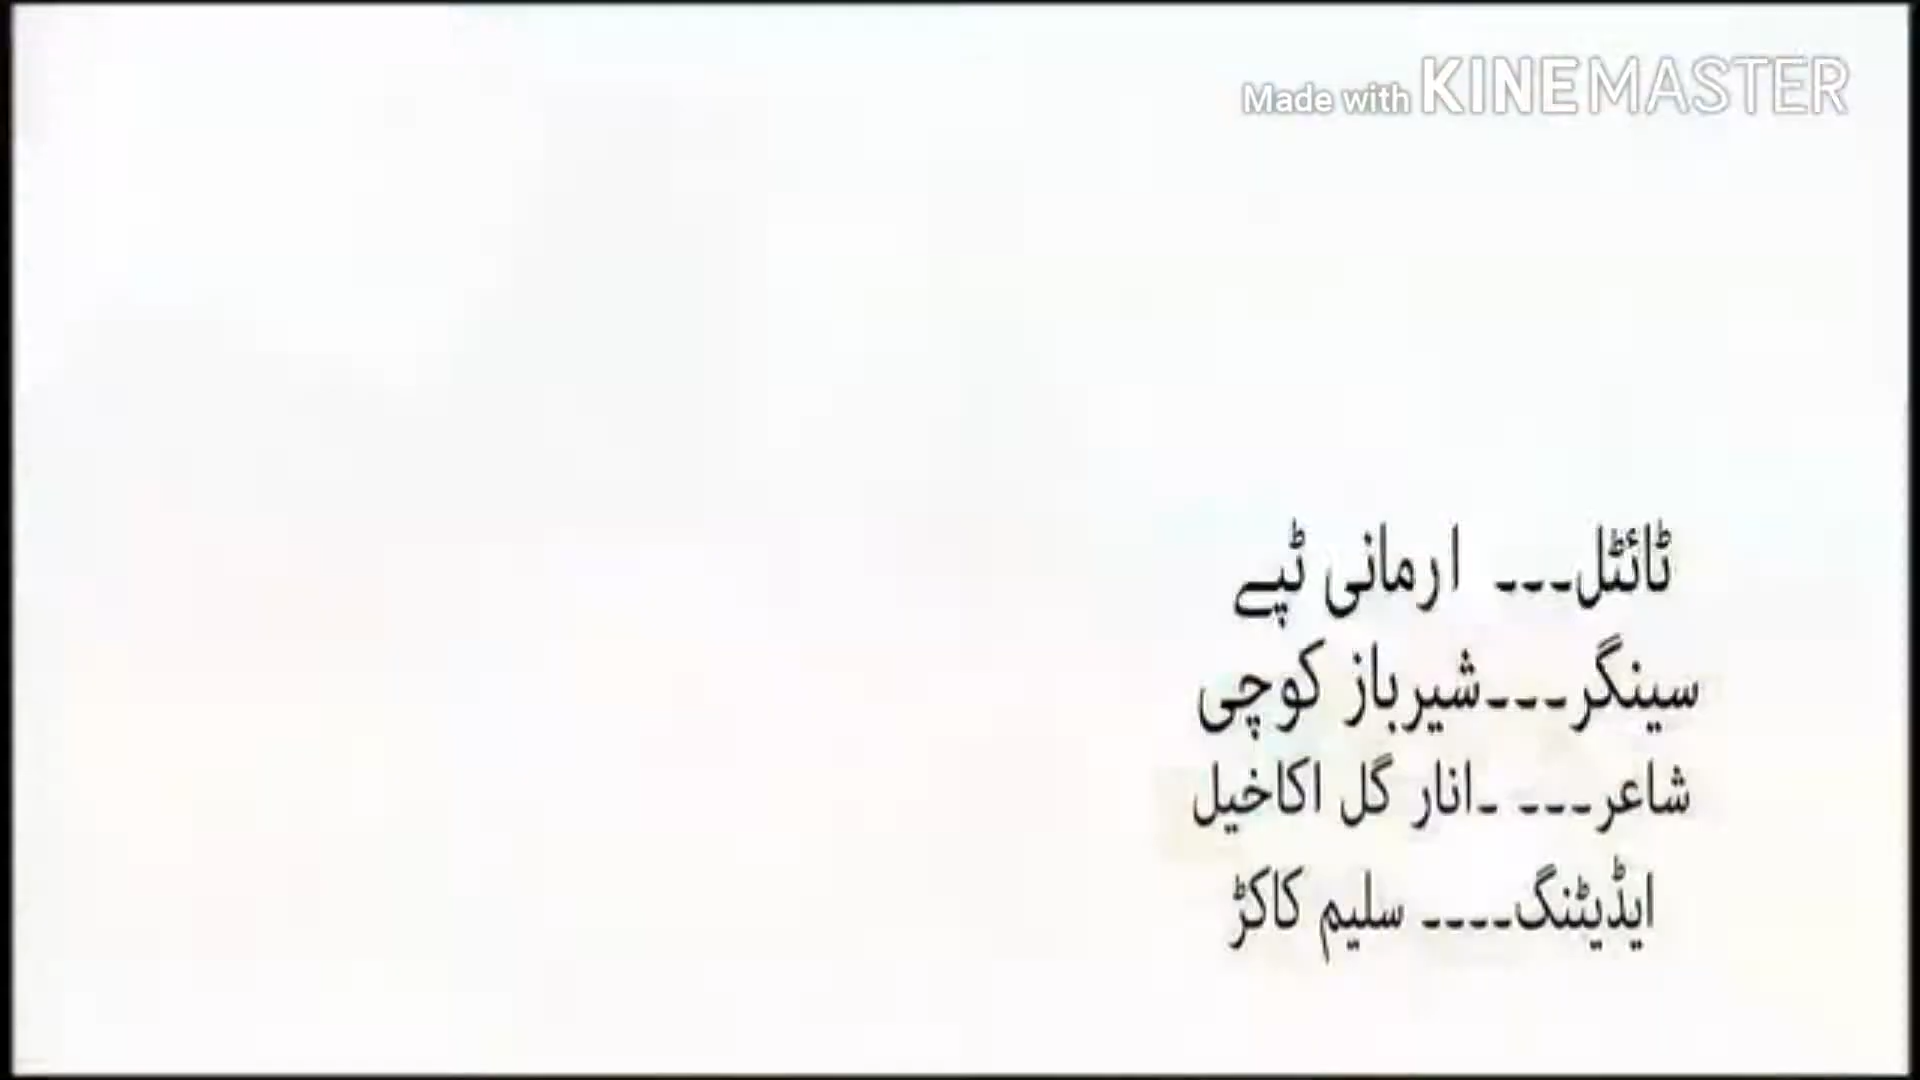 Made with KINEMASTER
ٹائٹل۔۔۔ ارمانی ٹپے
سینگر۔۔۔شیرباز کوچی
شاعر۔۔۔ ۔انار گل اکاخیل
ایڈیٹنگ۔۔۔۔ سلیم کاکڑ